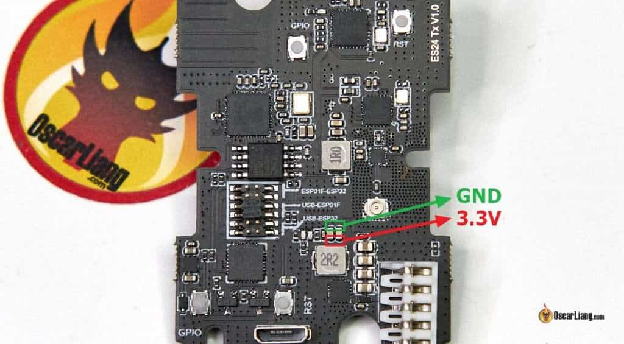 GPIO
RST
ES24 Tx V1.0
OscarLiang
.com
1R0
ESP01F-ESP32
USB-ESP01F
USB-ESP32
GND
3.3V
2R2
GPIO
OscarLiang.com